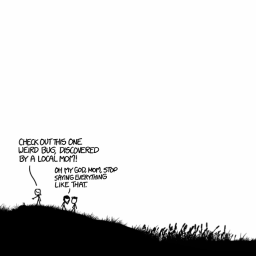 CHECK OUT THIS ONE
WEIRD BUG, DISCOVERED
BY A LOCAL MOM!!
OH MY GOD, MOM, STOP
SAYING EVERYTHING
LIKE THAT.